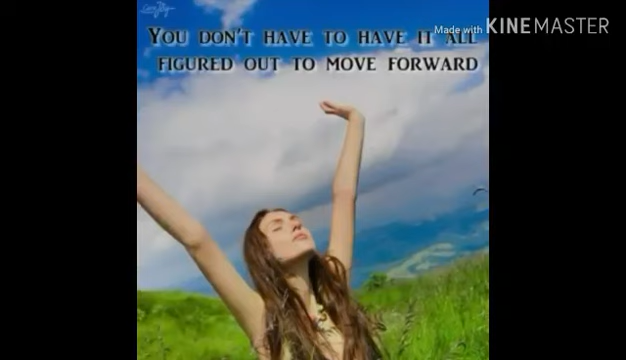 Made with KINEMASTER
YOU DON'T HAVE TO HAVE IT ALL
FIGURED OUT TO MOVE FORWARD